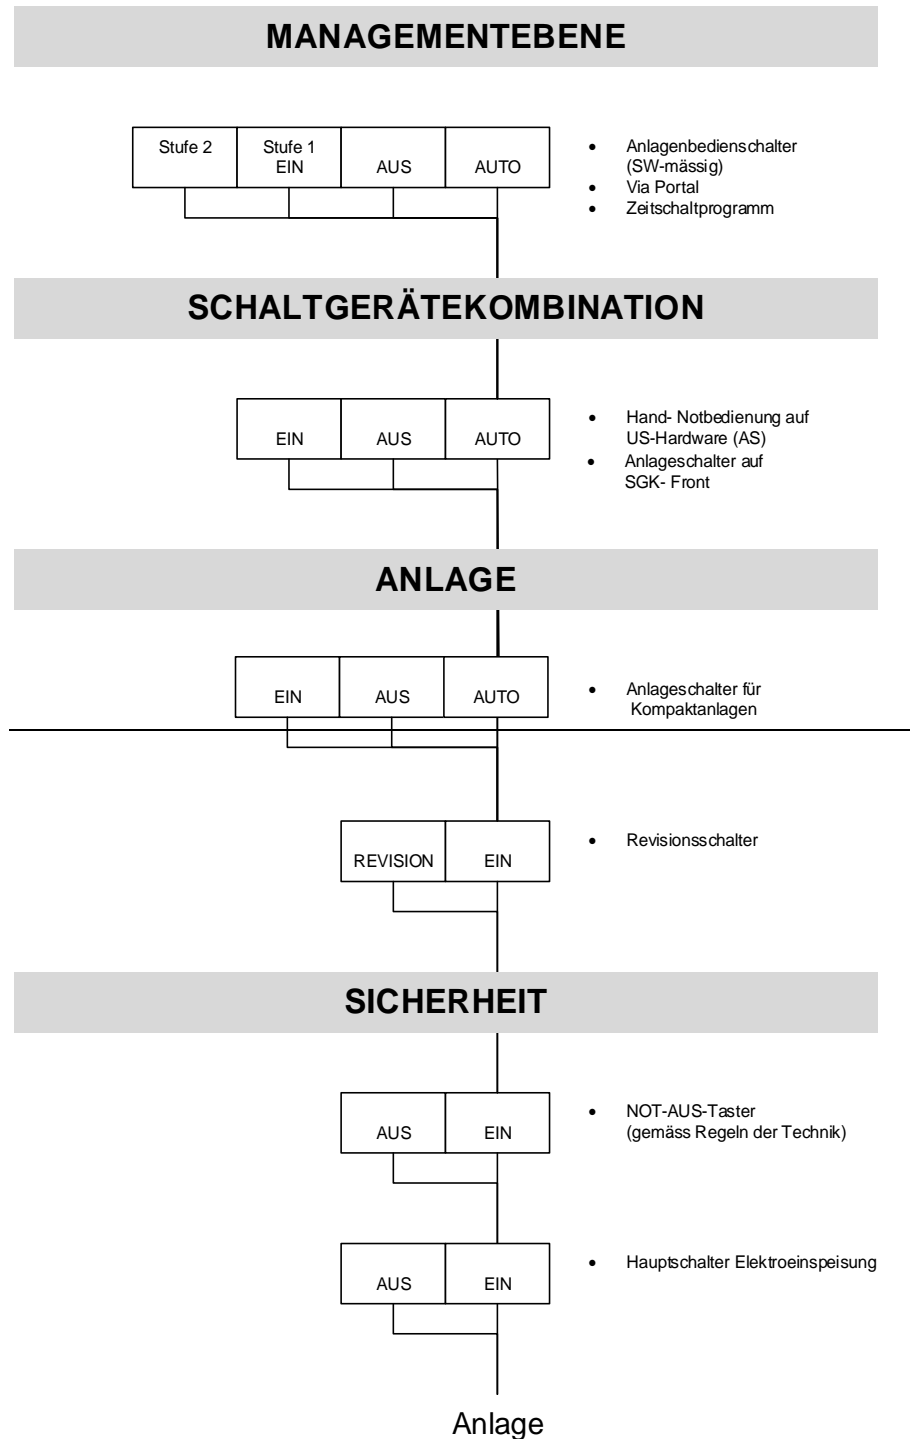 MANAGEMENTEBENE
Stufe 2
Stufe 1
EIN
AUS
AUTO
• Anlagenbedienschalter
(SW-mässig)
• Via Portal
• Zeitschaltprogramm
SCHALTGERÄTEKOMBINATION
EIN
AUS
AUTO
• Hand- Notbedienung auf
US-Hardware (AS)
• Anlageschalter auf
SGK- Front
ANLAGE
EIN
AUS
AUTO
• Anlageschalter für
Kompaktanlagen
REVISION
EIN
• Revisionsschalter
SICHERHEIT
AUS
EIN
• NOT-AUS-Taster
(gemäss Regeln der Technik)
AUS
EIN
• Hauptschalter Elektroeinspeisung
Anlage